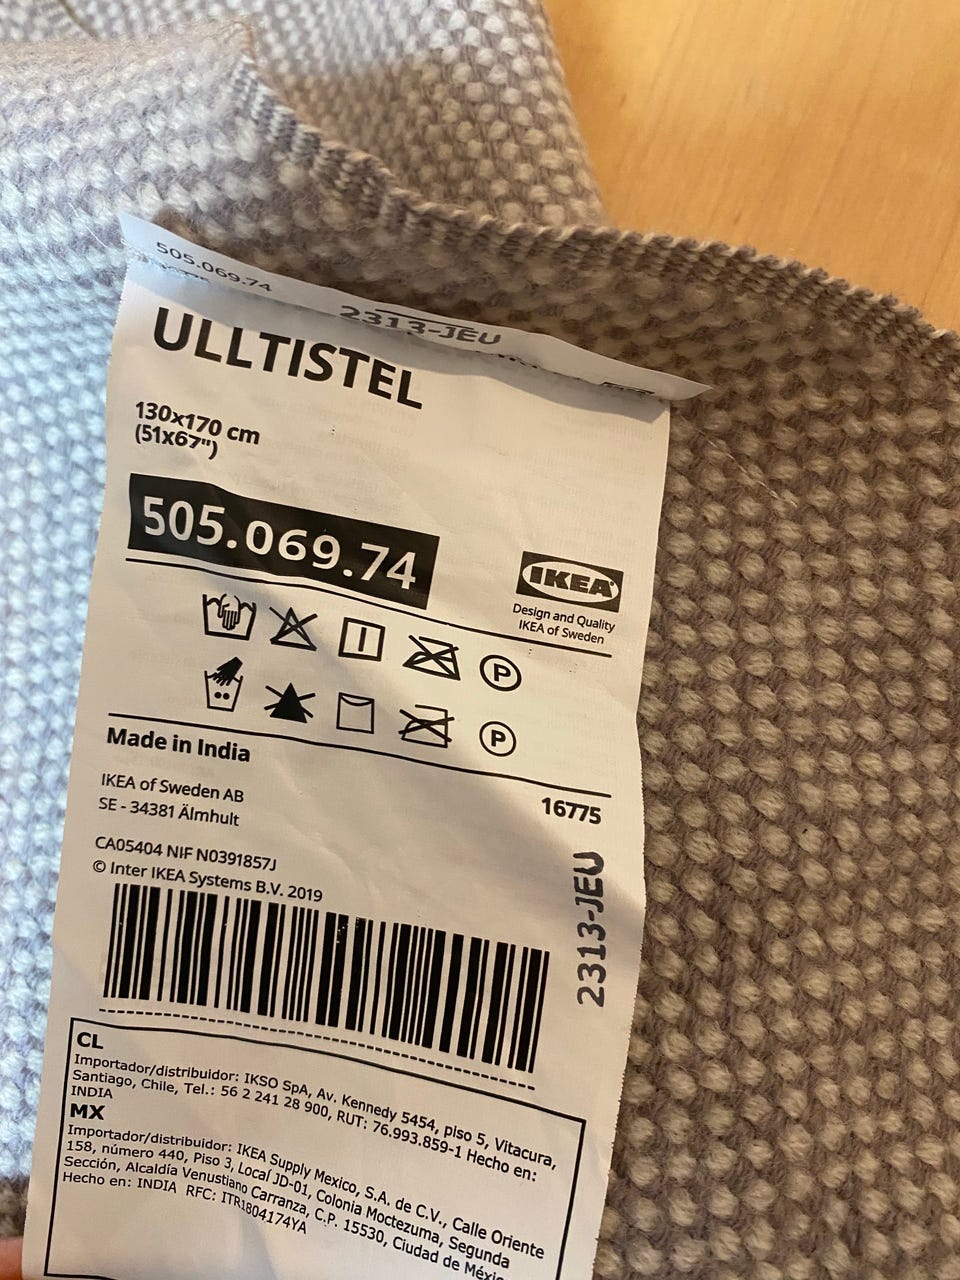 505.069.74
2313-JEU
ULLTISTEL
130x170 cm
(51x67")
505.069.74
IKEA
Design and Quality
IKEA of Sweden
P
P
Made in India
IKEA of Sweden AB
SE - 34381 Älmhult
16775
CA05404 NIF N0391857J
© Inter IKEA Systems B.V. 2019
2313-JEU
CL
Importador/distribuidor: IKSO SpA, Av. Kennedy 5454, piso 5, Vitacura,
Santiago, Chile, Tel.: 56 2 241 28 900, RUT: 76.993.859-1 Hecho en:
INDIA
MX
Importador/distribuidor: IKEA Supply Mexico, S.A. de C.V., Calle Oriente
158, número 440, Piso 3, Local JD-01, Colonia Moctezuma, Segunda
Sección, Alcaldía Venustiano Carranza, C.P. 15530, Ciudad de Méxic
Hecho en: INDIA RFC: ITR1804174YA